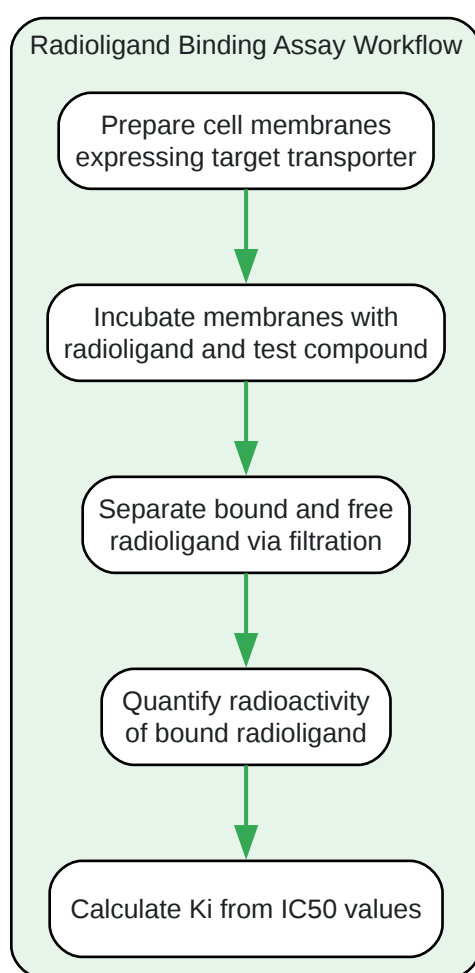 Radioligand Binding Assay Workflow
Prepare cell membranes
expressing target transporter
Incubate membranes with
radioligand and test compound
Separate bound and free
radioligand via filtration
Quantify radioactivity
of bound radioligand
Calculate Ki from IC50 values